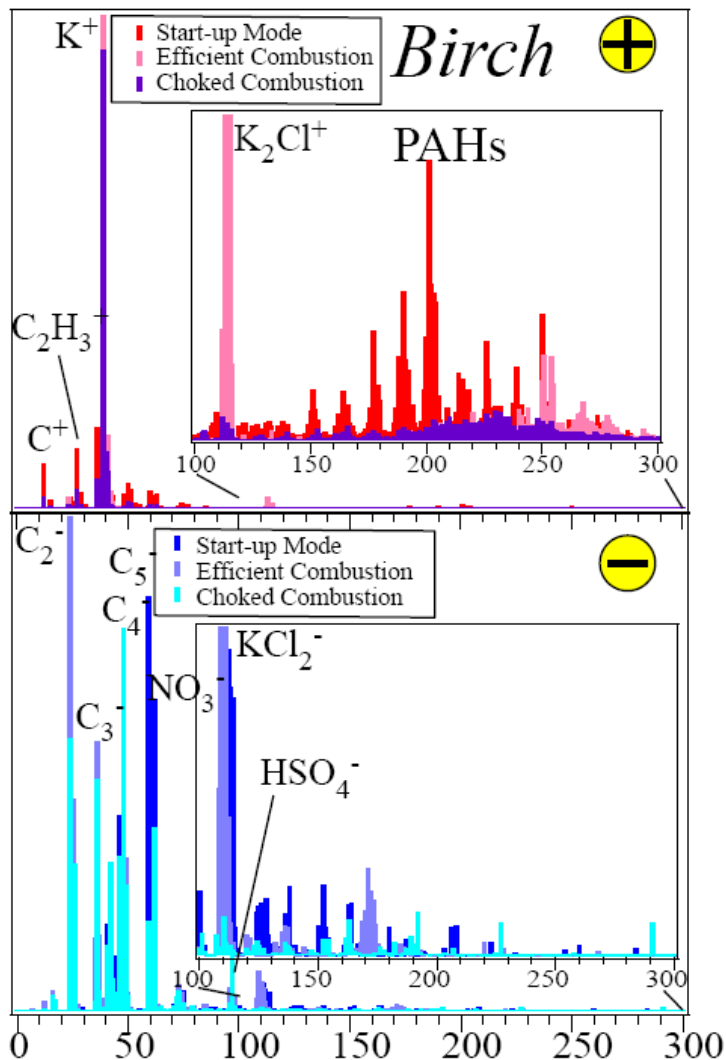 K⁺
Start-up Mode
Efficient Combustion
Choked Combustion
Birch
+
K₂Cl⁺
PAHs
C₂H₃⁺
C⁺
100 150 200 250 300
C₂⁻
C₅⁻
Start-up Mode
Efficient Combustion
Choked Combustion
−
C₄⁻
KCl₂⁻
NO₃⁻
C₃⁻
HSO₄⁻
100 150 200 250 300
0 50 100 150 200 250 300